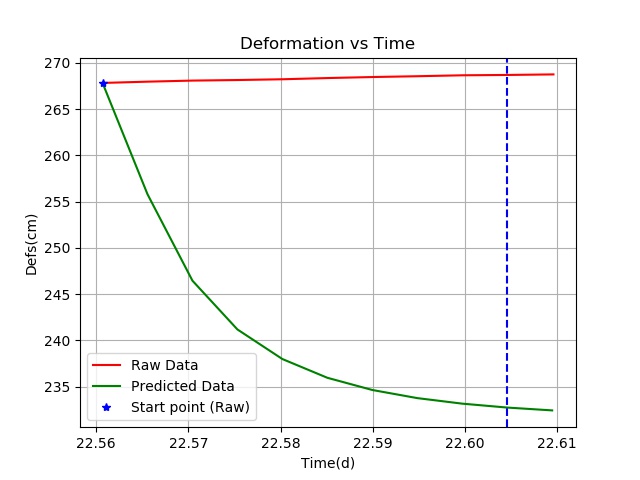 Deformation vs Time
270
265
260
255
250
245
240
235
Defs(cm)
Raw Data
Predicted Data
Start point (Raw)
22.56 22.57 22.58 22.59 22.60 22.61
Time(d)